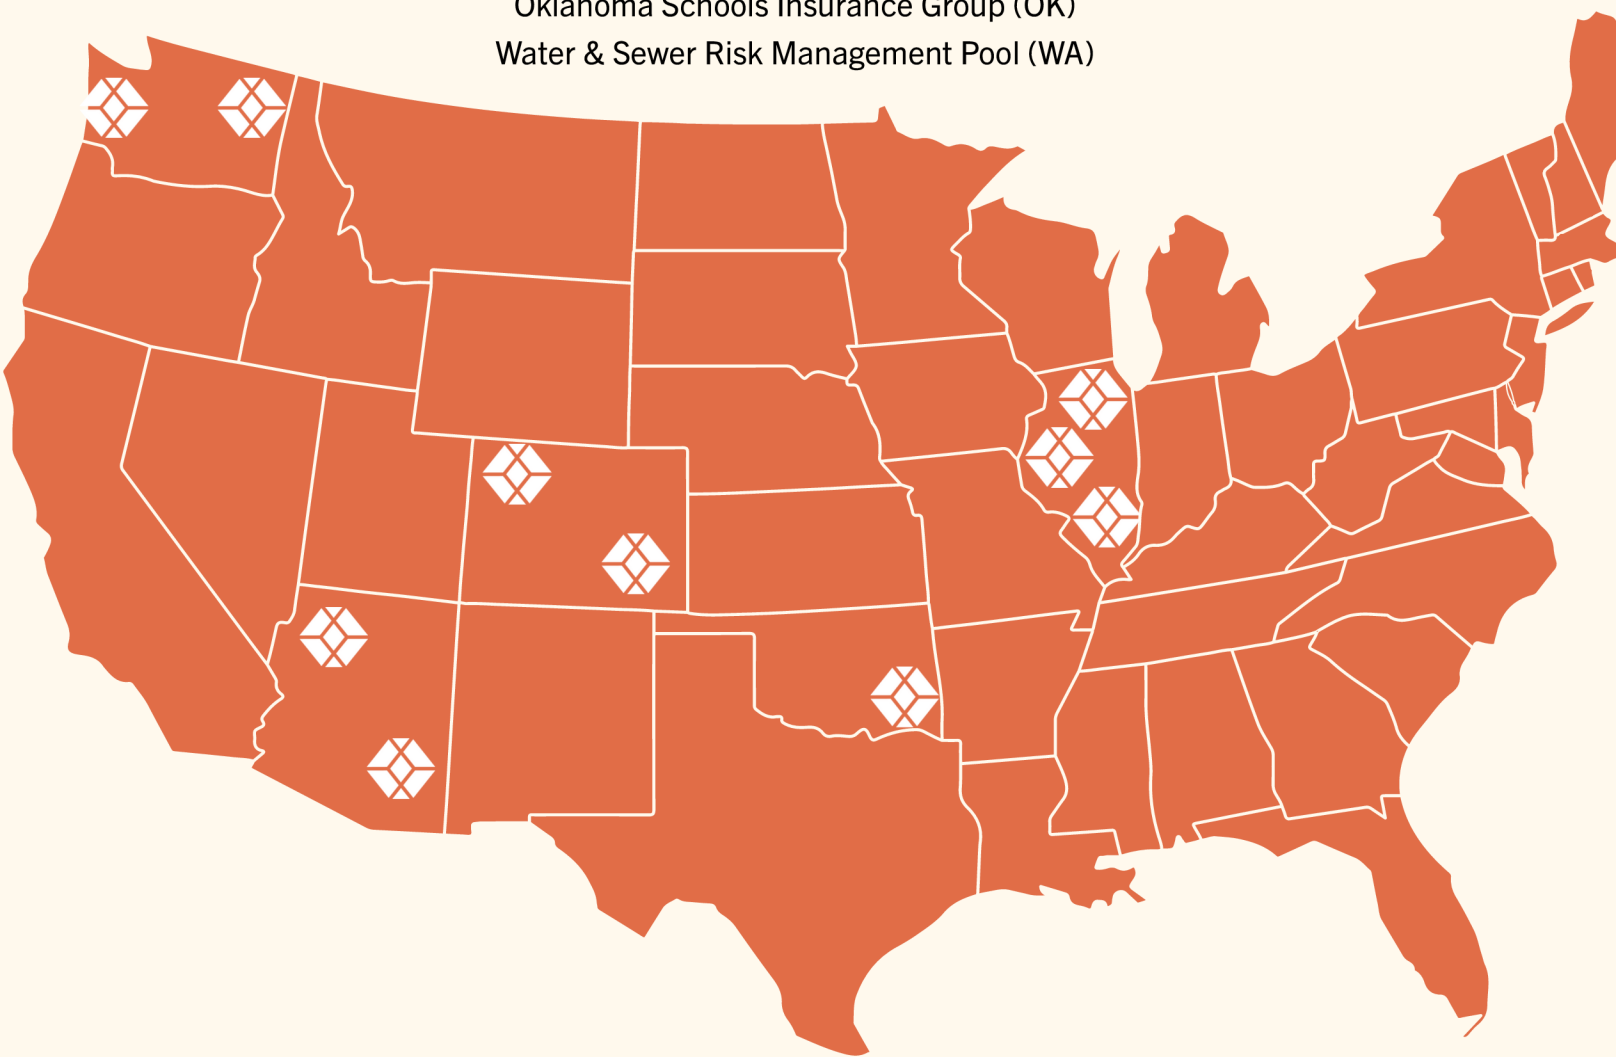 Oklahoma Schools Insurance Group (OK)
Water & Sewer Risk Management Pool (WA)